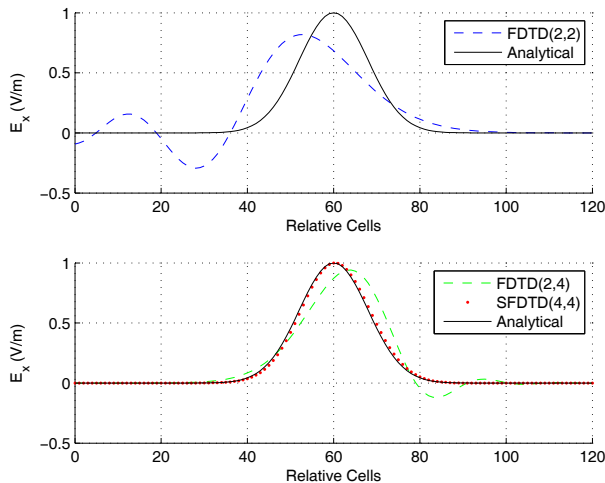 1
0.5
0
−0.5
E_x (V/m)
FDTD(2,2)
Analytical
0 20 40 60 80 100 120
Relative Cells
1
0.5
0
−0.5
E_x (V/m)
FDTD(2,4)
SFDTD(4,4)
Analytical
0 20 40 60 80 100 120
Relative Cells